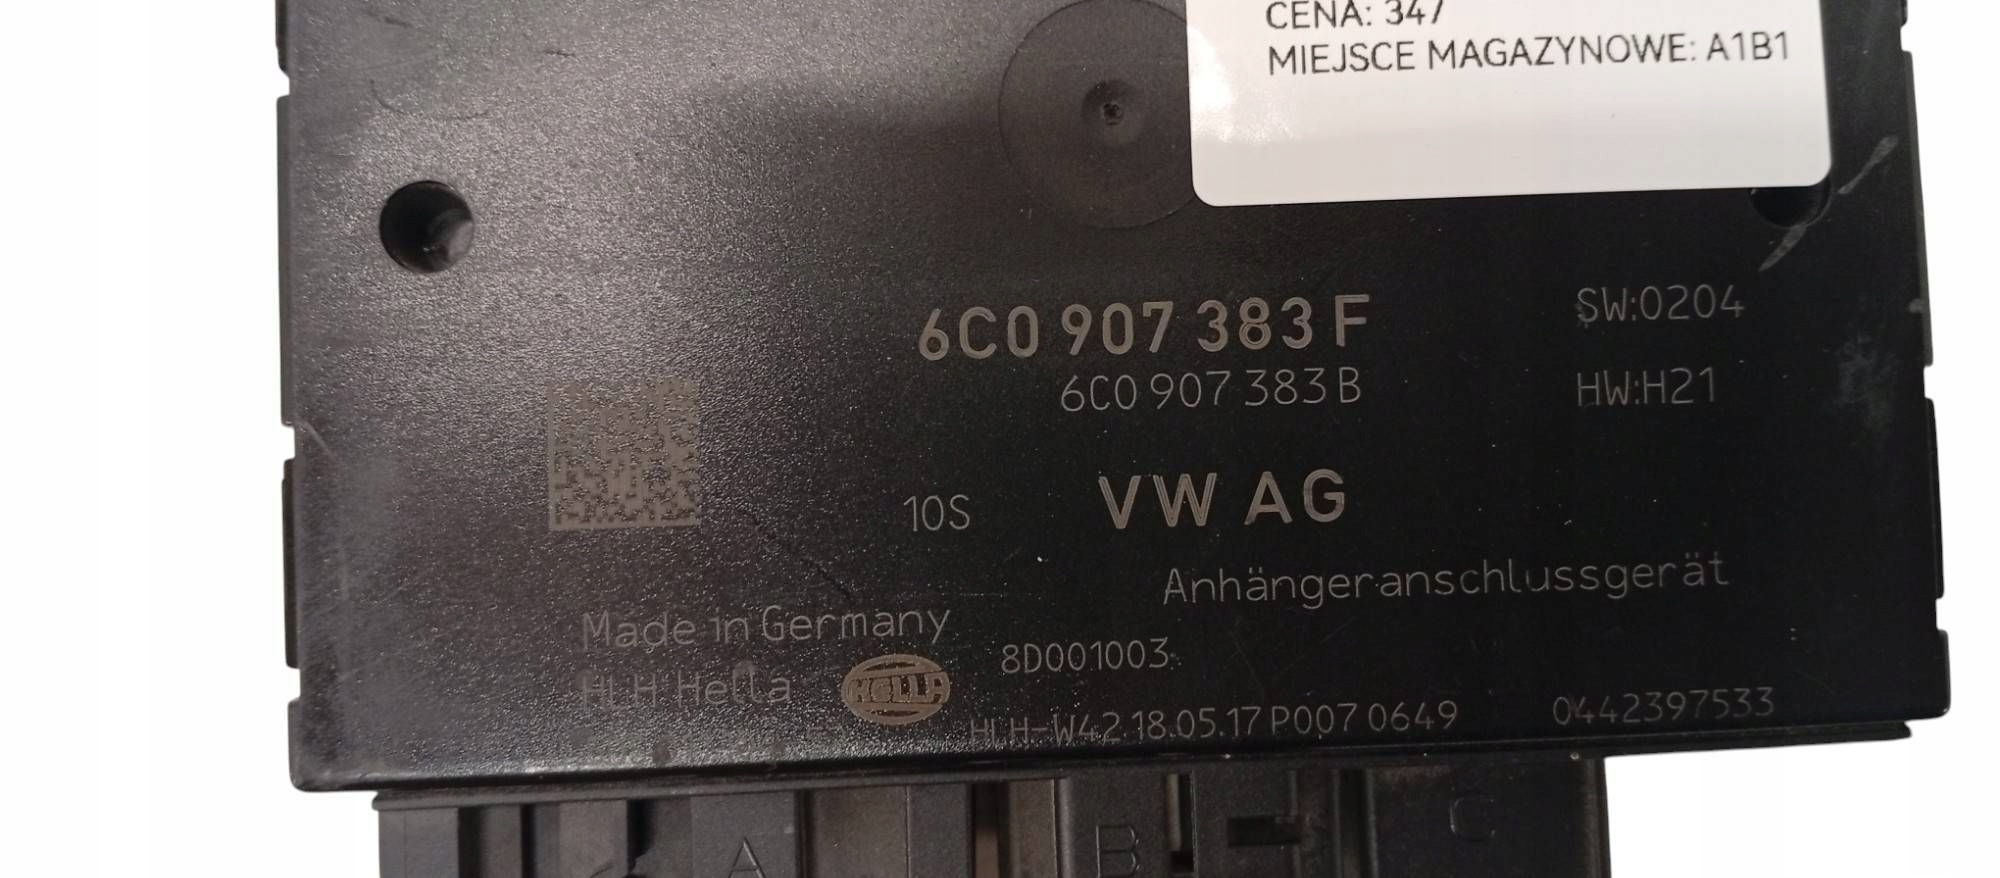 CENA: 347
MIEJSCE MAGAZYNOWE: A1B1
6C0 907 383 F
SW:0204
6C0 907 383 B
HW:H21
10S
VW AG
Anhängeranschlussgerät
Made in Germany
8D001003
HLH Hella
HELLA
HLH-W42 18.05.17 P007 0649
0442397533
A
B
C